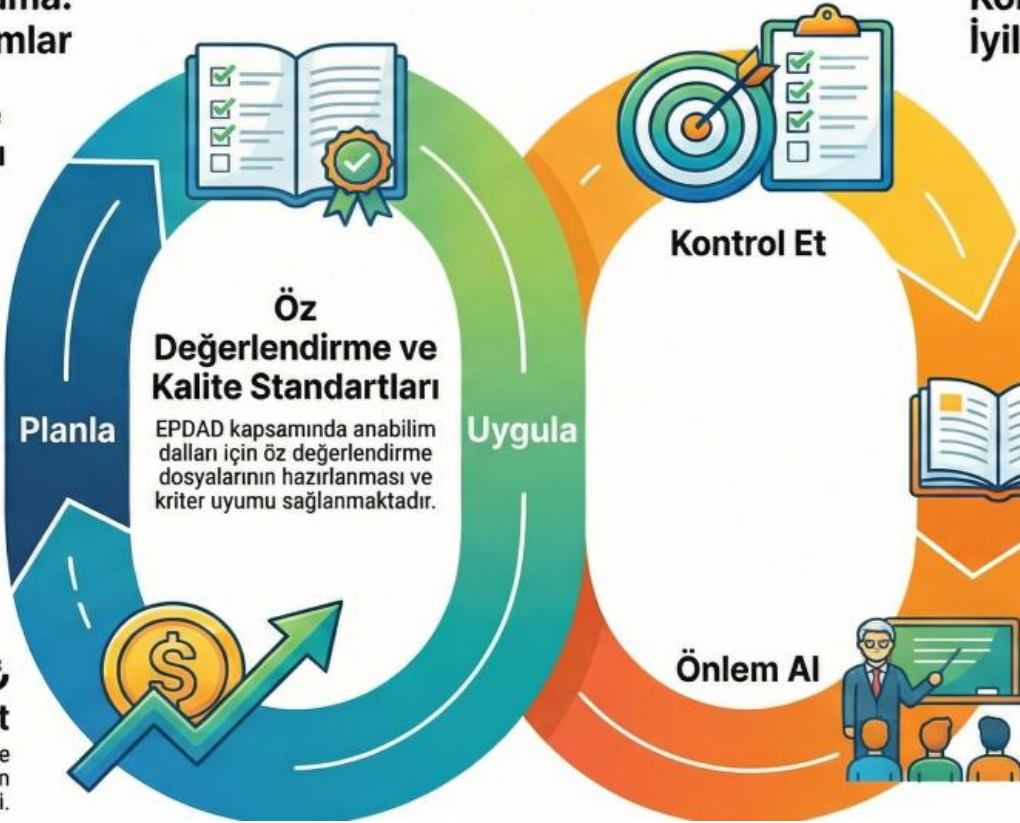 mlar
İyil
Kontrol Et
Öz
Değerlendirme ve
Kalite Standartları
EPDAD kapsamında anabilim
dalları için öz değerlendirme
dosyalarının hazırlanması ve
kriter uyumu sağlanmaktadır.
Planla
Uygula
Önlem Al
t
e
n
i.